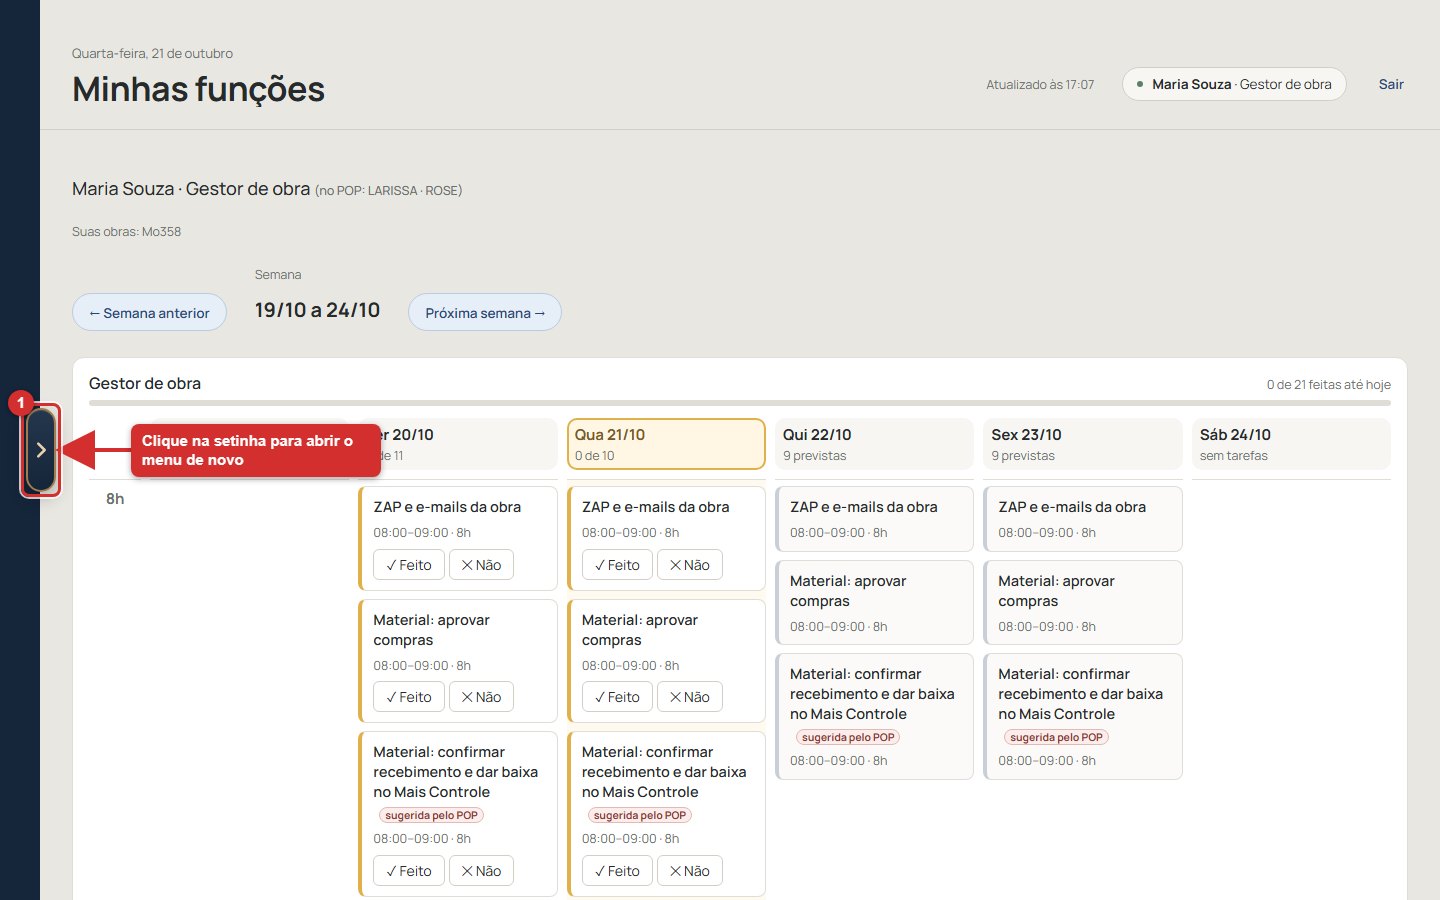 Quarta-feira, 21 de outubro
Minhas funções
Atualizado às 17:07
Maria Souza · Gestor de obra
Sair
Maria Souza · Gestor de obra (no POP: LARISSA · ROSE)
Suas obras: Mo358
Semana
← Semana anterior
19/10 a 24/10
Próxima semana →
Gestor de obra
0 de 21 feitas até hoje
1
Clique na setinha para abrir o
menu de novo
er 20/10
de 11
Qua 21/10
0 de 10
Qui 22/10
9 previstas
Sex 23/10
9 previstas
Sáb 24/10
sem tarefas
8h
ZAP e e-mails da obra
08:00–09:00 · 8h
✓ Feito
✕ Não
Material: aprovar
compras
08:00–09:00 · 8h
✓ Feito
✕ Não
Material: confirmar
recebimento e dar baixa
no Mais Controle
sugerida pelo POP
08:00–09:00 · 8h
✓ Feito
✕ Não
ZAP e e-mails da obra
08:00–09:00 · 8h
✓ Feito
✕ Não
Material: aprovar
compras
08:00–09:00 · 8h
✓ Feito
✕ Não
Material: confirmar
recebimento e dar baixa
no Mais Controle
sugerida pelo POP
08:00–09:00 · 8h
✓ Feito
✕ Não
ZAP e e-mails da obra
08:00–09:00 · 8h
Material: aprovar
compras
08:00–09:00 · 8h
Material: confirmar
recebimento e dar baixa
no Mais Controle
sugerida pelo POP
08:00–09:00 · 8h
ZAP e e-mails da obra
08:00–09:00 · 8h
Material: aprovar
compras
08:00–09:00 · 8h
Material: confirmar
recebimento e dar baixa
no Mais Controle
sugerida pelo POP
08:00–09:00 · 8h